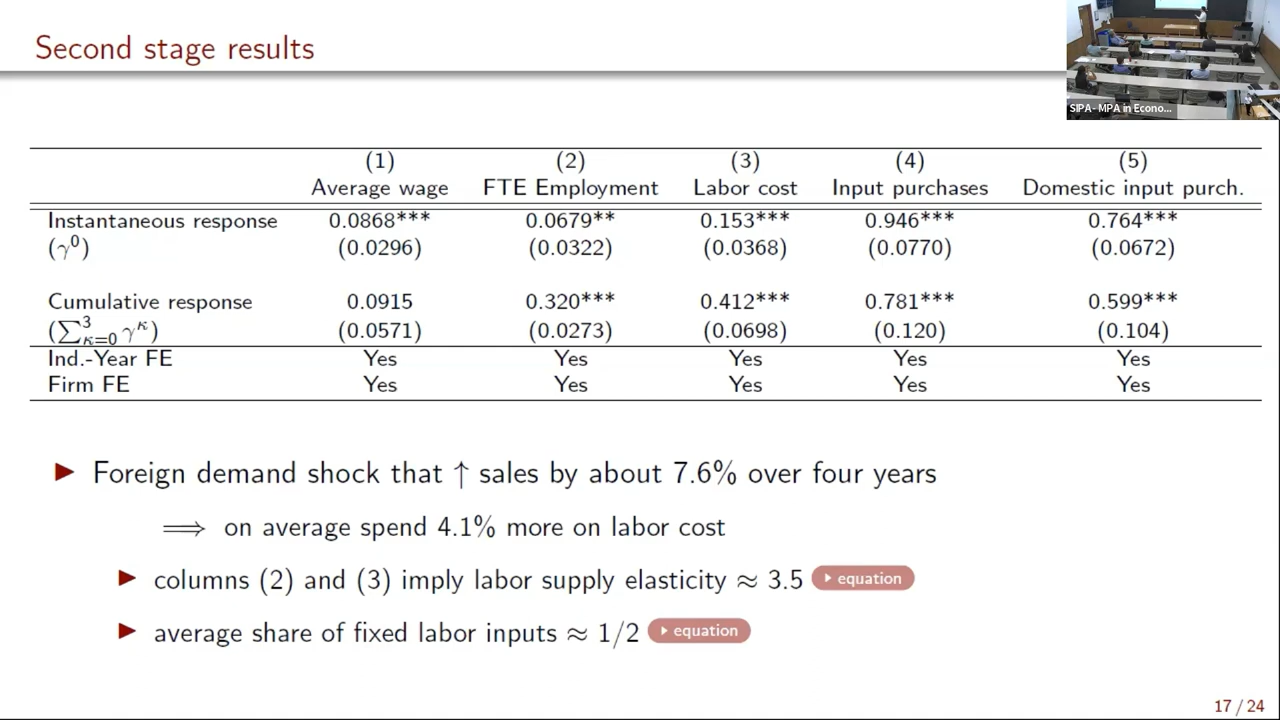 Second stage results
SIPA- MPA in Econo...
(1) (2) (3) (4) (5)
Average wage FTE Employment Labor cost Input purchases Domestic input purch.
Instantaneous response 0.0868*** 0.0679** 0.153*** 0.946*** 0.764***
(γ⁰) (0.0296) (0.0322) (0.0368) (0.0770) (0.0672)
Cumulative response 0.0915 0.320*** 0.412*** 0.781*** 0.599***
(∑³κ=0 γᵏ) (0.0571) (0.0273) (0.0698) (0.120) (0.104)
Ind.-Year FE Yes Yes Yes Yes Yes
Firm FE Yes Yes Yes Yes Yes
▶ Foreign demand shock that ↑ sales by about 7.6% over four years
⟹ on average spend 4.1% more on labor cost
▶ columns (2) and (3) imply labor supply elasticity ≈ 3.5 ▶ equation
▶ average share of fixed labor inputs ≈ 1/2 ▶ equation
17 / 24